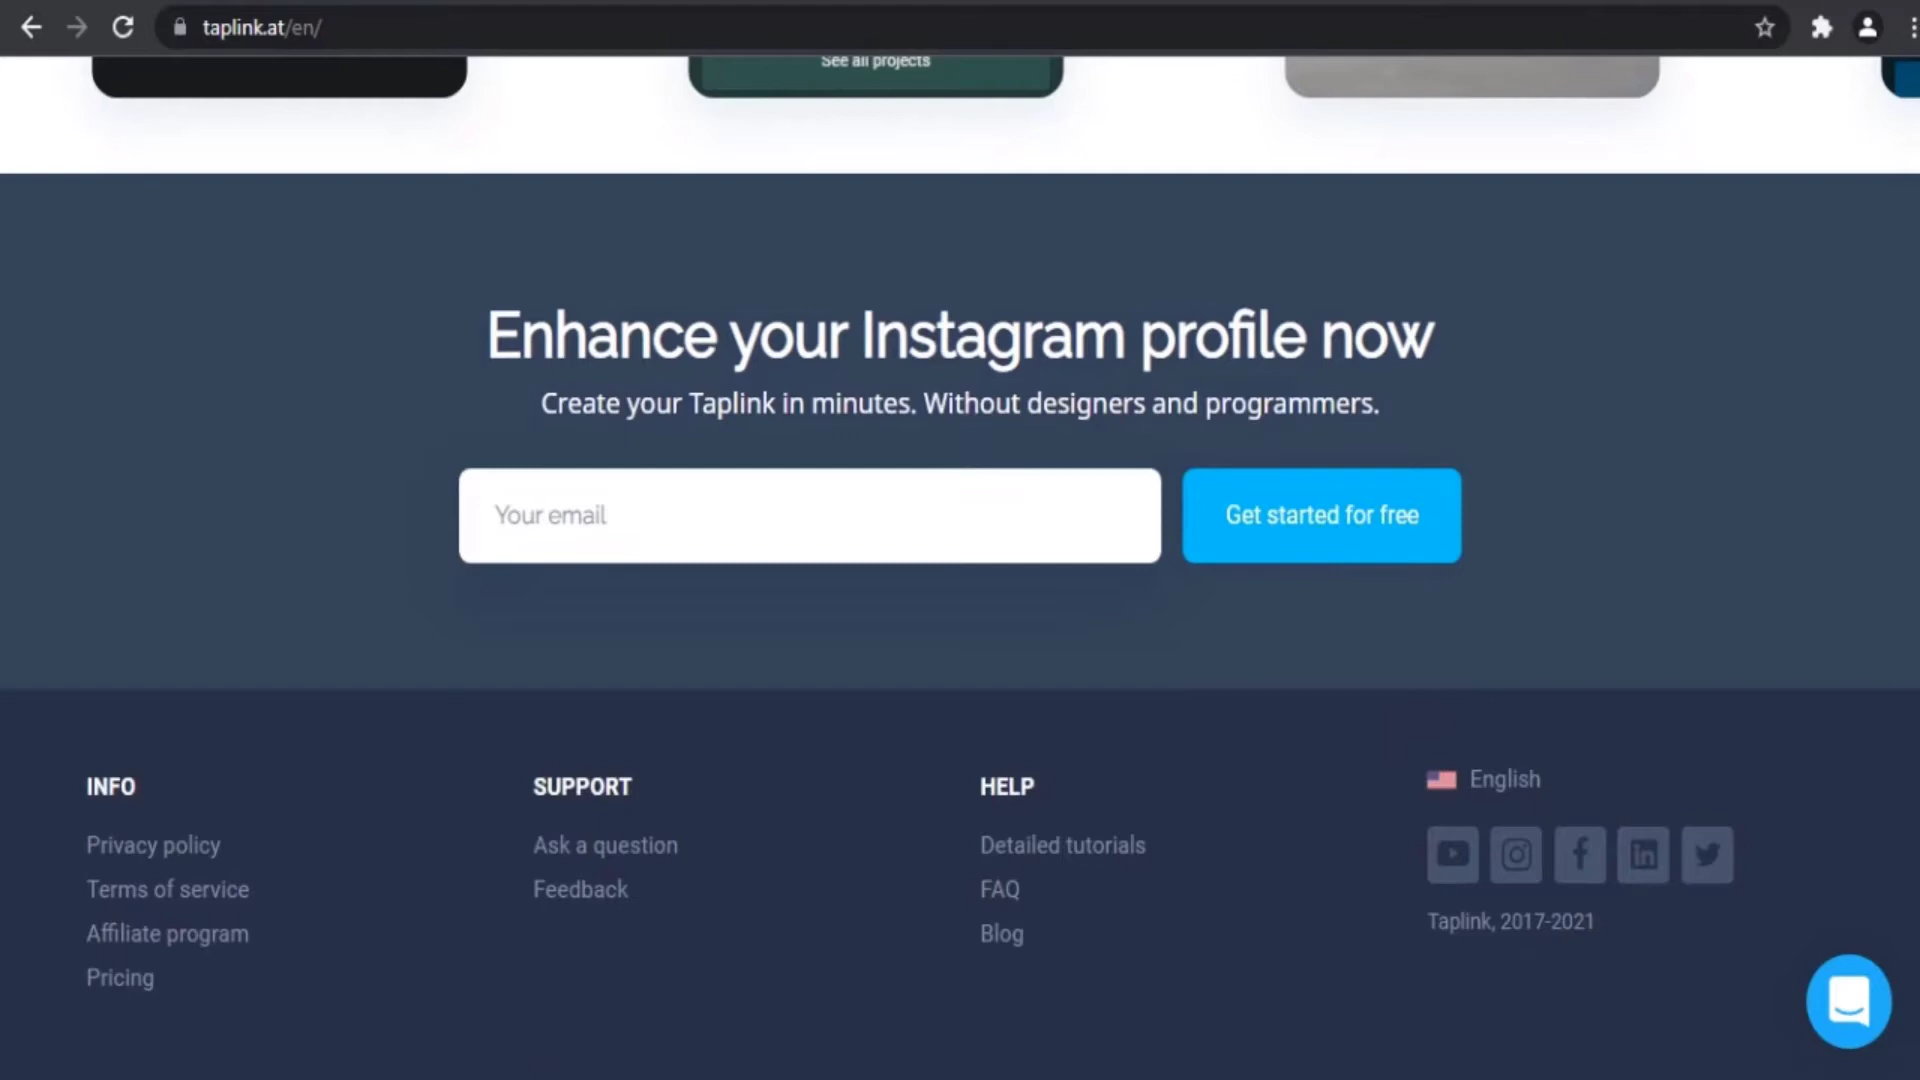 taplink.at/en/
See all projects
Enhance your Instagram profile now
Create your Taplink in minutes. Without designers and programmers.
Your email
Get started for free
INFO
Privacy policy
Terms of service
Affiliate program
Pricing
SUPPORT
Ask a question
Feedback
HELP
Detailed tutorials
FAQ
Blog
English
Taplink, 2017-2021